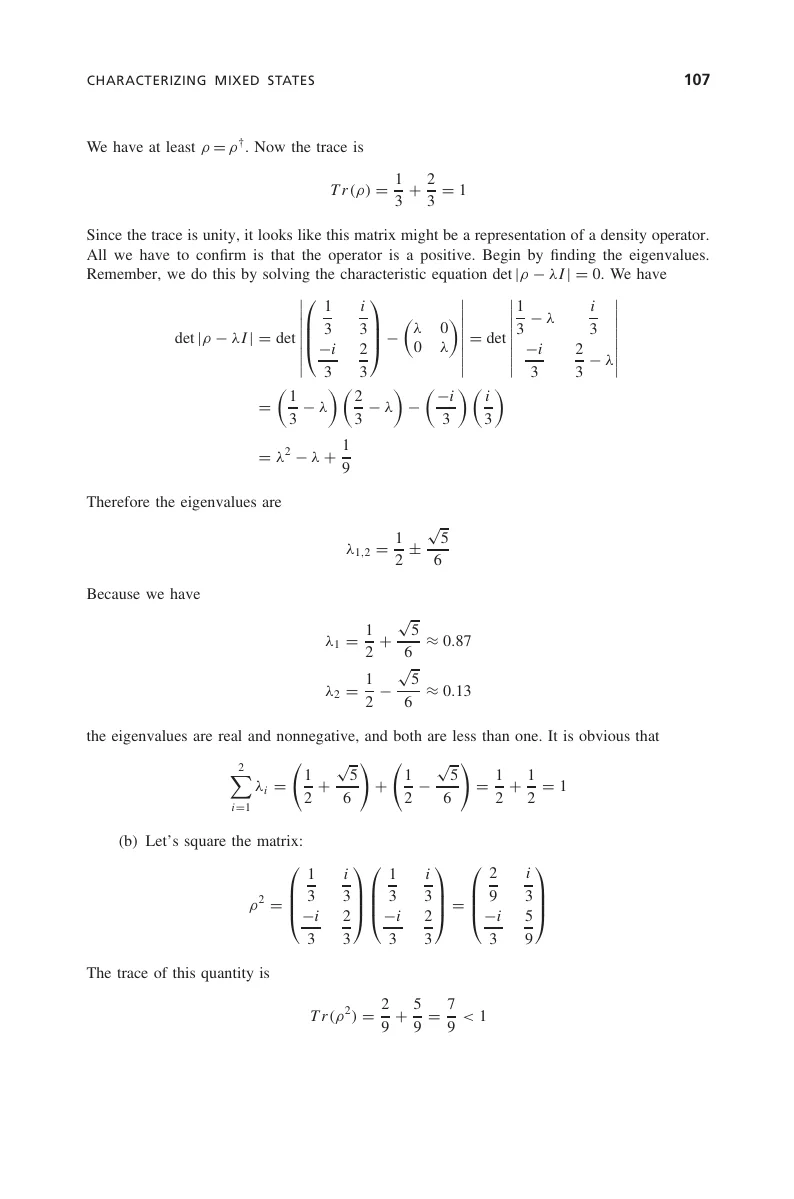 CHARACTERIZING MIXED STATES 107
We have at least ρ = ρ†. Now the trace is
Tr(ρ) = 1/3 + 2/3 = 1
Since the trace is unity, it looks like this matrix might be a representation of a density operator.
All we have to confirm is that the operator is a positive. Begin by finding the eigenvalues.
Remember, we do this by solving the characteristic equation det |ρ − λI| = 0. We have
det |ρ − λI| = det |(1/3 i/3; −i/3 2/3) − (λ 0; 0 λ)| = det |1/3 − λ i/3; −i/3 2/3 − λ|
= (1/3 − λ)(2/3 − λ) − (−i/3)(i/3)
= λ² − λ + 1/9
Therefore the eigenvalues are
λ1,2 = 1/2 ± √5/6
Because we have
λ1 = 1/2 + √5/6 ≈ 0.87
λ2 = 1/2 − √5/6 ≈ 0.13
the eigenvalues are real and nonnegative, and both are less than one. It is obvious that
∑_{i=1}^{2} λi = (1/2 + √5/6) + (1/2 − √5/6) = 1/2 + 1/2 = 1
(b) Let's square the matrix:
ρ² = (1/3 i/3; −i/3 2/3)(1/3 i/3; −i/3 2/3) = (2/9 i/3; −i/3 5/9)
The trace of this quantity is
Tr(ρ²) = 2/9 + 5/9 = 7/9 < 1